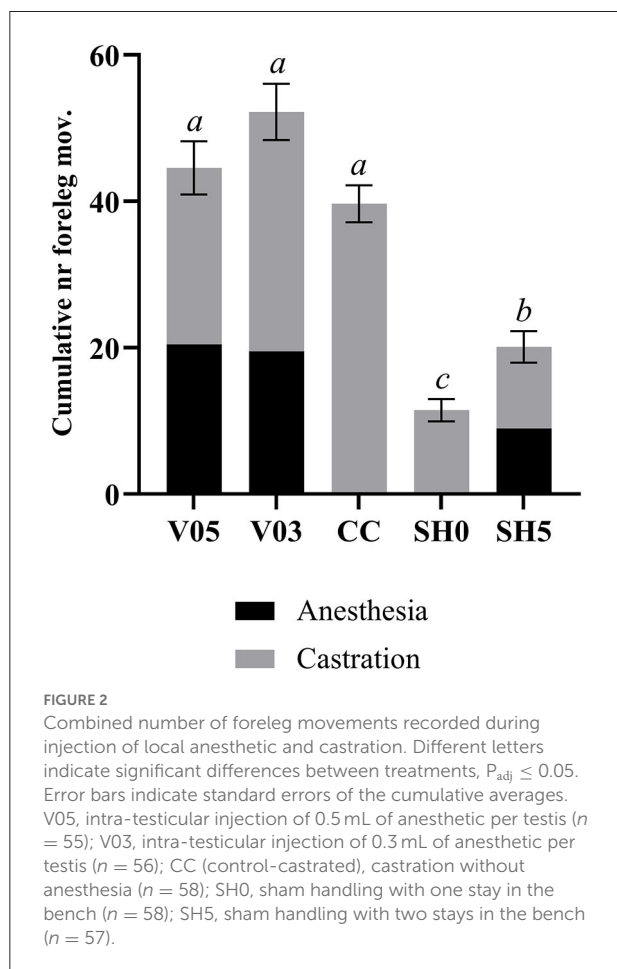 60
a
a
a
40
b
20
c
0
Cumulative nr foreleg mov.
V05 V03 CC SH0 SH5
Anesthesia
Castration
FIGURE 2
Combined number of foreleg movements recorded during
injection of local anesthetic and castration. Different letters
indicate significant differences between treatments, Padj ≤ 0.05.
Error bars indicate standard errors of the cumulative averages.
V05, intra-testicular injection of 0.5 mL of anesthetic per testis (n
= 55); V03, intra-testicular injection of 0.3 mL of anesthetic per
testis (n = 56); CC (control-castrated), castration without
anesthesia (n = 58); SH0, sham handling with one stay in the
bench (n = 58); SH5, sham handling with two stays in the bench
(n = 57).